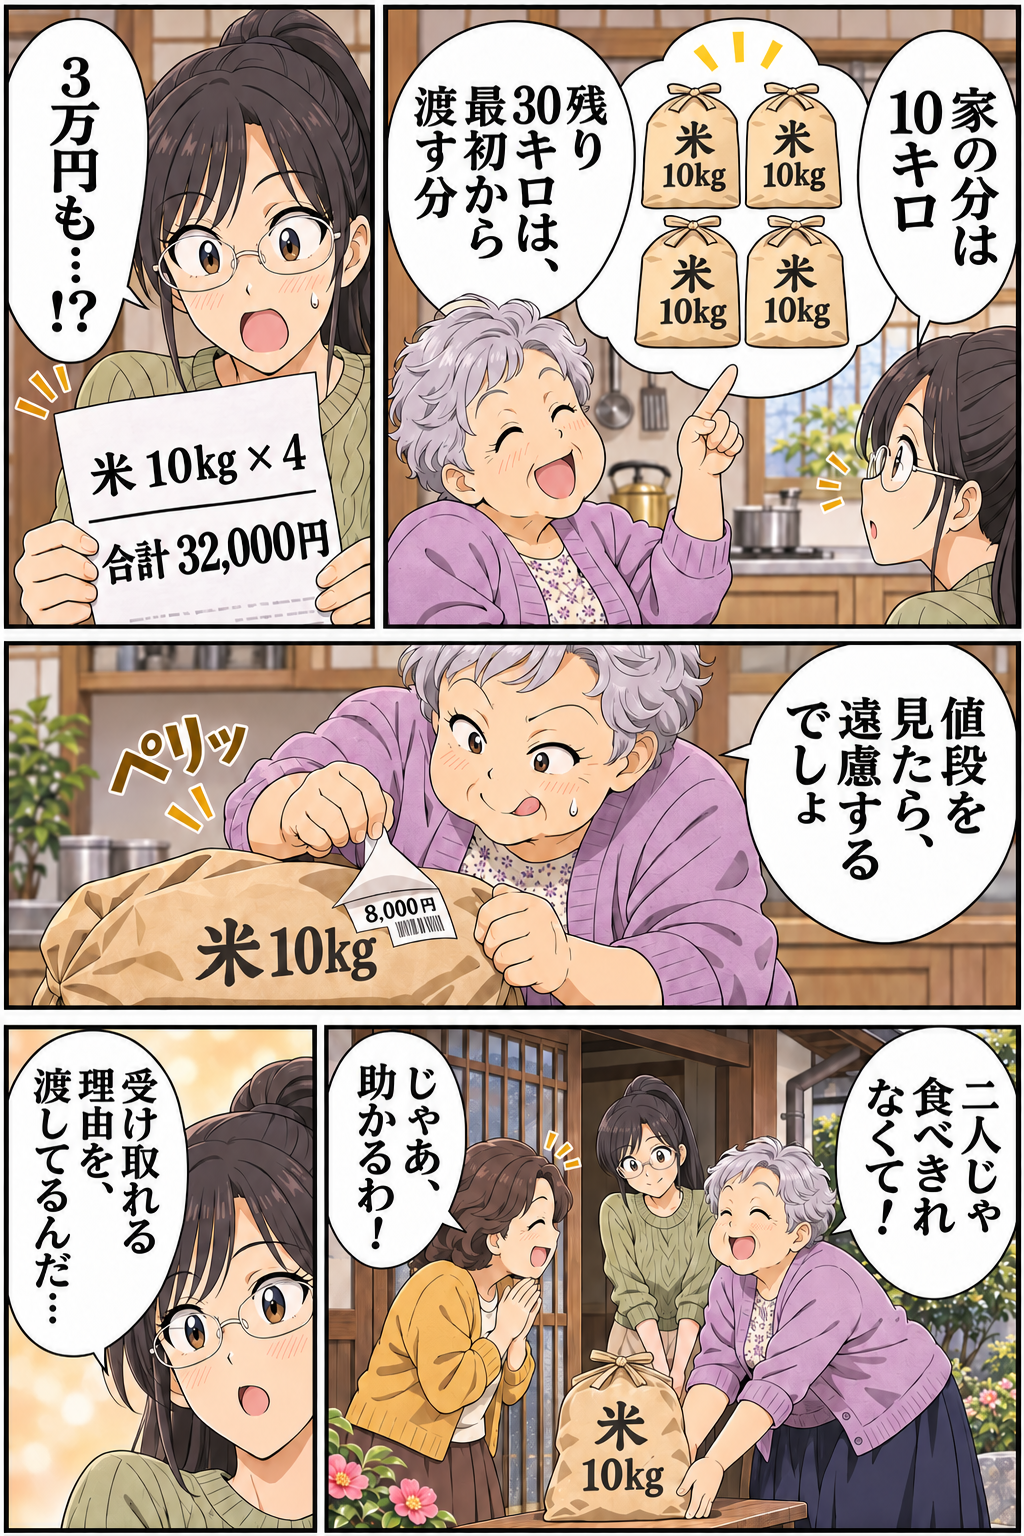 家の分は
10キロ
米
10kg
米
10kg
米
10kg
米
10kg
残り
30キロは、
最初から
渡す分
3万円も…!?
米 10kg × 4
合計 32,000円
値段を
見たら、
遠慮する
でしょ
ペリッ
8,000円
米10kg
二人じゃ
食べきれ
なくて！
じゃあ、
助かるわ！
米
10kg
受け取れる
理由を、
渡してるんだ…